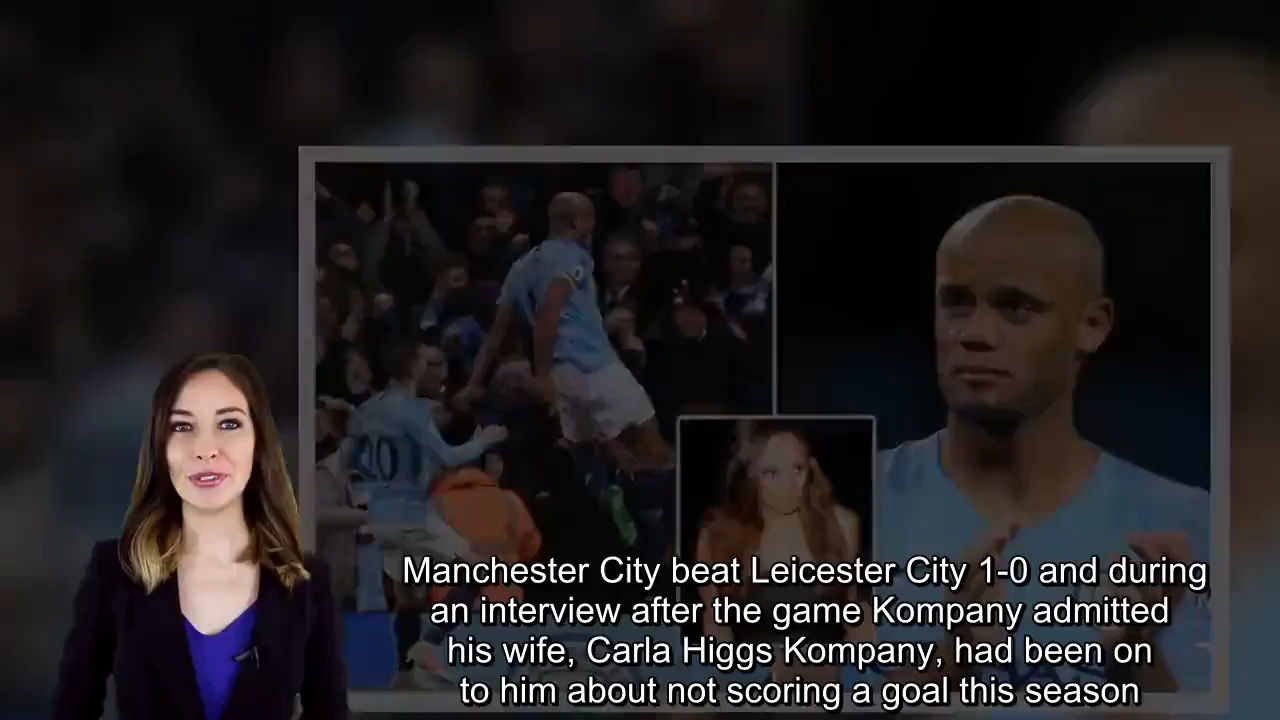 20
Manchester City beat Leicester City 1-0 and during
an interview after the game Kompany admitted
his wife, Carla Higgs Kompany, had been on
to him about not scoring a goal this season